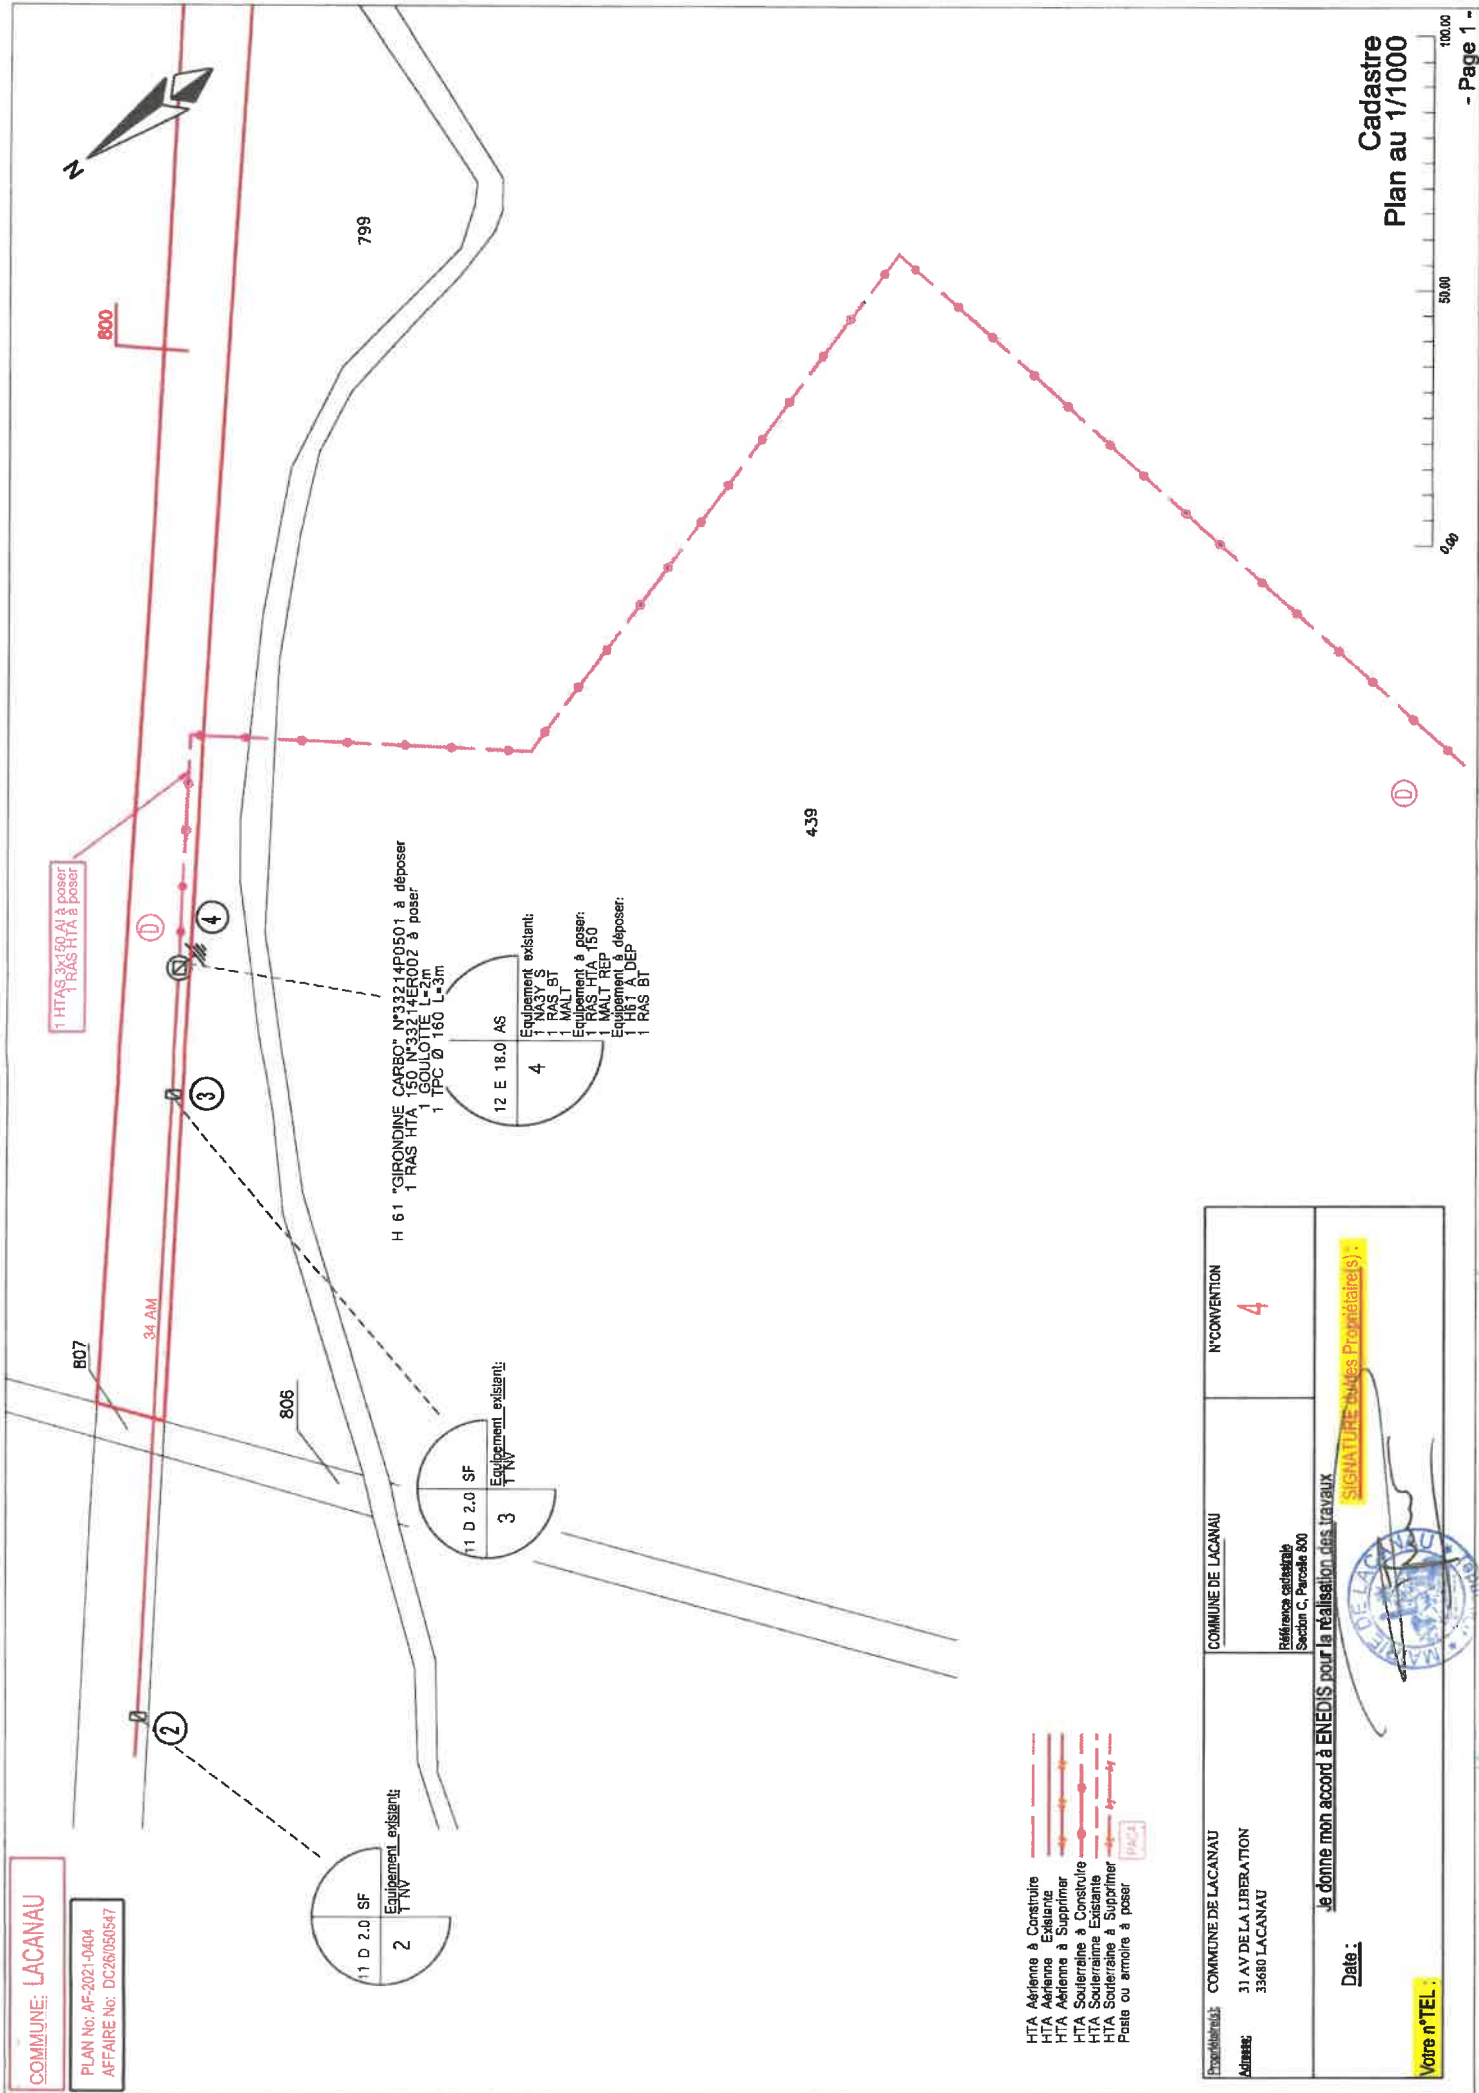 COMMUNE: LACANAU
PLAN No: AF-2021-0404
AFFAIRE No: DC26/050547
807
34 AM
806
1 HTAS 3x150 Al à poser
1 RAS HTA à poser
D
800
N
799
2
3
4
11 D 2.0 SF
2
Equipement existant:
1 NV
11 D 2.0 SF
3
Equipement existant:
1 NV
H 61 "GIRONDINE CARBO" N°33214P0501 à déposer
1 RAS HTA 150 N°33214ER002 à poser
1 GOULOTTE L=2m
1 TPC Ø 160 L=3m
12 E 18.0 AS
4
Equipement existant:
1 NA3Y S
1 RAS BT
1 MALT
Equipement à poser:
1 RAS HTA 150
1 MALT REP
Equipement à déposer:
1 H61 A DEP
1 RAS BT
439
D
HTA Aérienne à Construire
HTA Aérienne Existante
HTA Aérienne à Supprimer
HTA Souterraine à Construire
HTA Souterrainne Existante
HTA Souterraine à Supprimer
Poste ou armoire à poser
PAC4
Propriétaire(s): COMMUNE DE LACANAU
Adresse: 31 AV DE LA LIBERATION
33680 LACANAU
COMMUNE DE LACANAU
Référence cadastrale
Section C, Parcelle 800
N°CONVENTION
4
Je donne mon accord à ENEDIS pour la réalisation des travaux
Date :
SIGNATURE du/des Propriétaire(s) :
MAIRIE DE LACANAU
Votre n°TEL :
Cadastre
Plan au 1/1000
0.00
50.00
100.00
- Page 1 -